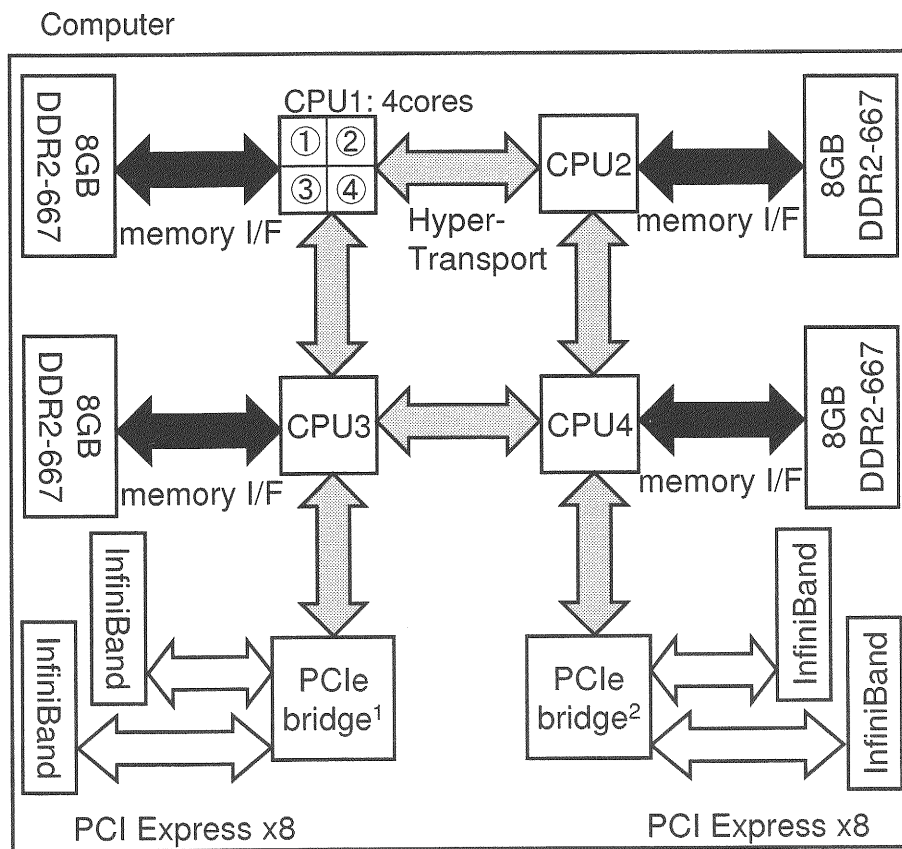 Computer
8GB
DDR2-667
memory I/F
CPU1: 4cores
① ②
③ ④
Hyper-
Transport
CPU2
memory I/F
8GB
DDR2-667
8GB
DDR2-667
memory I/F
CPU3
CPU4
memory I/F
8GB
DDR2-667
InfiniBand
InfiniBand
PCIe
bridge1
PCIe
bridge2
InfiniBand
InfiniBand
PCI Express x8
PCI Express x8